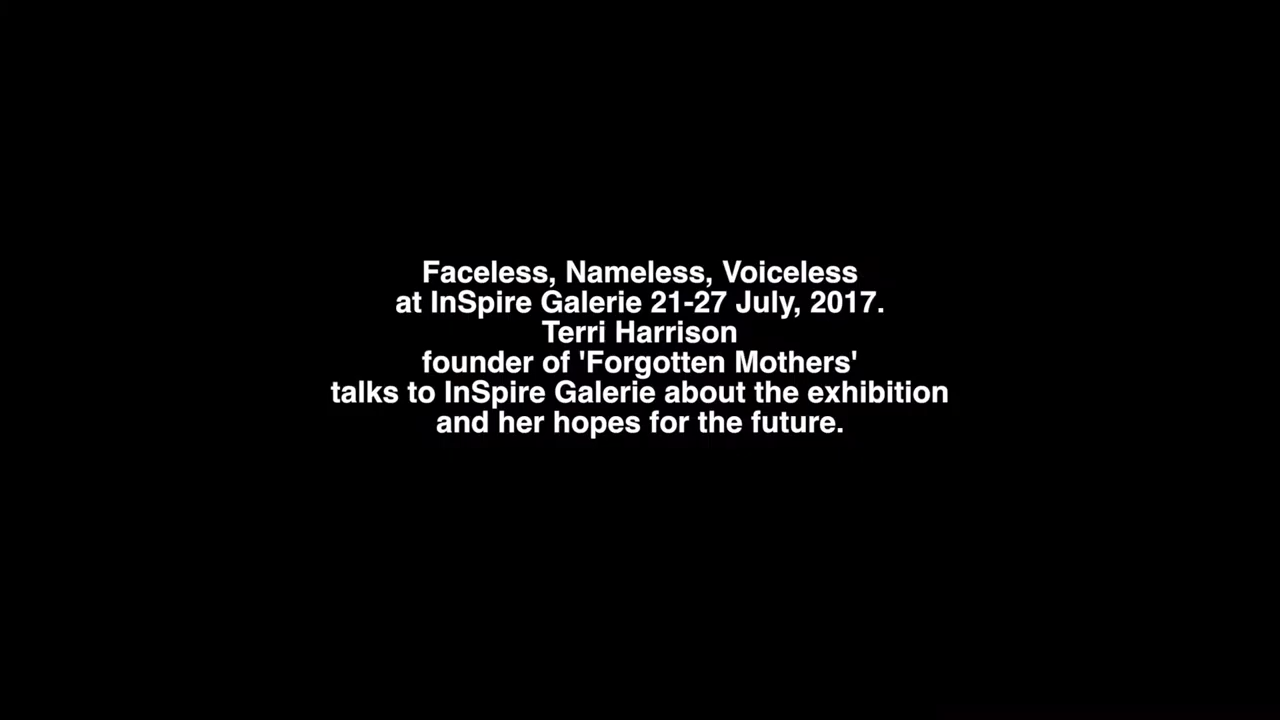 Faceless, Nameless, Voiceless
at InSpire Galerie 21-27 July, 2017.
Terri Harrison
founder of 'Forgotten Mothers'
talks to InSpire Galerie about the exhibition
and her hopes for the future.